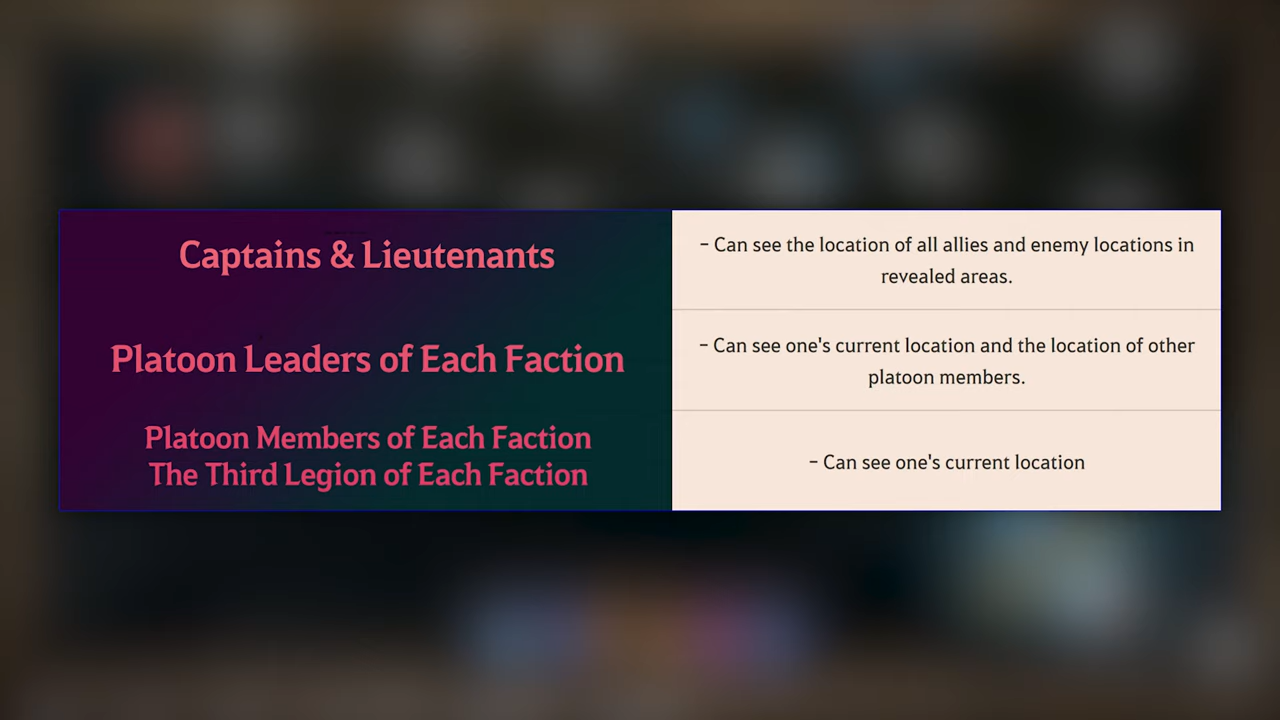 Captains & Lieutenants
- Can see the location of all allies and enemy locations in
revealed areas.
Platoon Leaders of Each Faction
- Can see one's current location and the location of other
platoon members.
Platoon Members of Each Faction
The Third Legion of Each Faction
- Can see one's current location